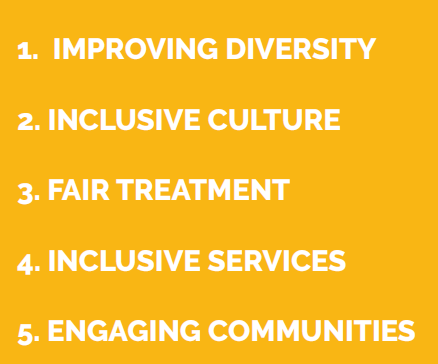 1. IMPROVING DIVERSITY
2. INCLUSIVE CULTURE
3. FAIR TREATMENT
4. INCLUSIVE SERVICES
5. ENGAGING COMMUNITIES